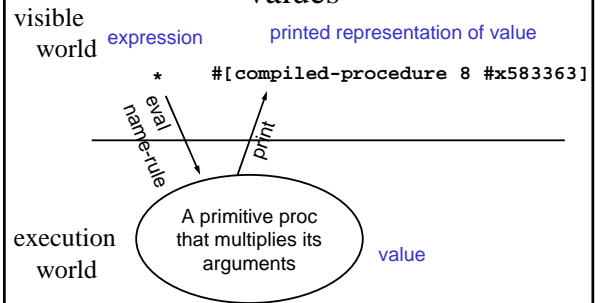 values
visible
world
expression
printed representation of value
* #[compiled-procedure 8 #x583363]
eval
name-rule
print
A primitive proc
that multiplies its
arguments
execution
world
value